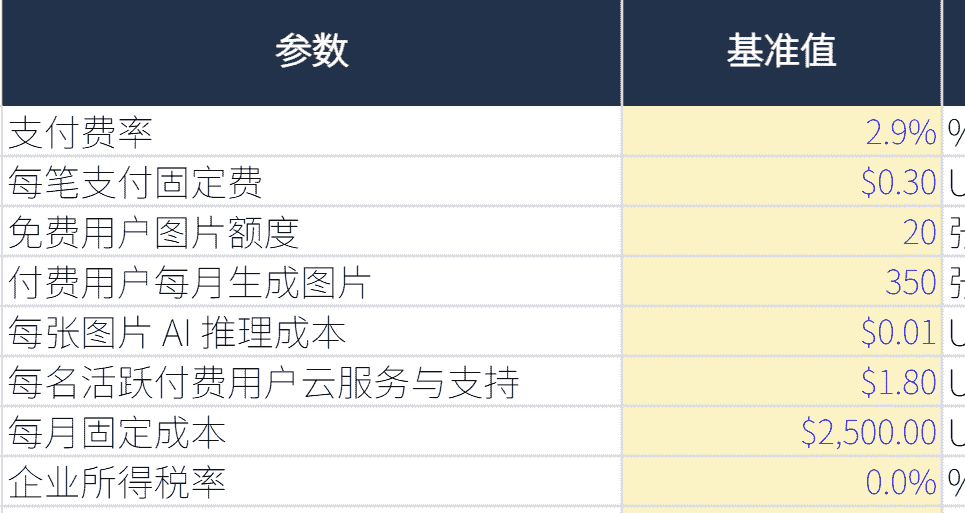 参数 基准值
支付费率 2.9% %
每笔支付固定费 $0.30
免费用户图片额度 20
付费用户每月生成图片 350
每张图片 AI 推理成本 $0.01
每名活跃付费用户云服务与支持 $1.80
每月固定成本 $2,500.00
企业所得税率 0.0% %